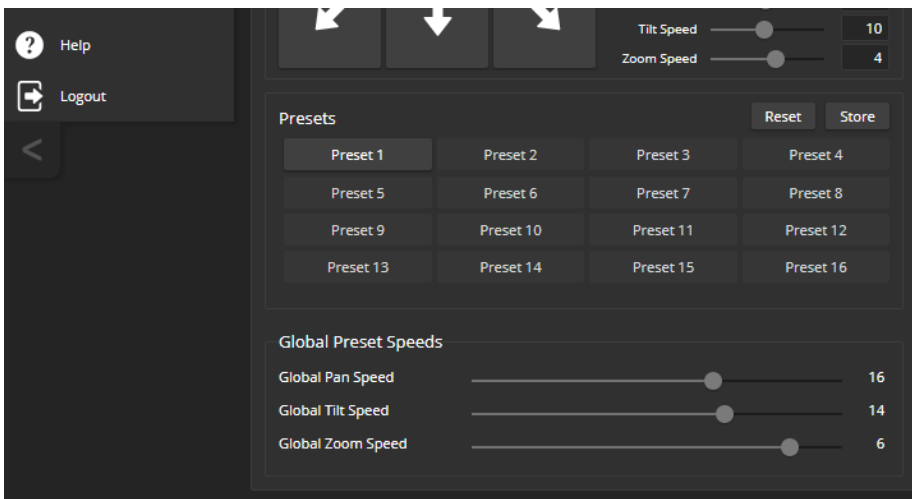 Help
Logout
<
Tilt Speed 10
Zoom Speed 4
Presets Reset Store
Preset 1 Preset 2 Preset 3 Preset 4
Preset 5 Preset 6 Preset 7 Preset 8
Preset 9 Preset 10 Preset 11 Preset 12
Preset 13 Preset 14 Preset 15 Preset 16
Global Preset Speeds
Global Pan Speed 16
Global Tilt Speed 14
Global Zoom Speed 6